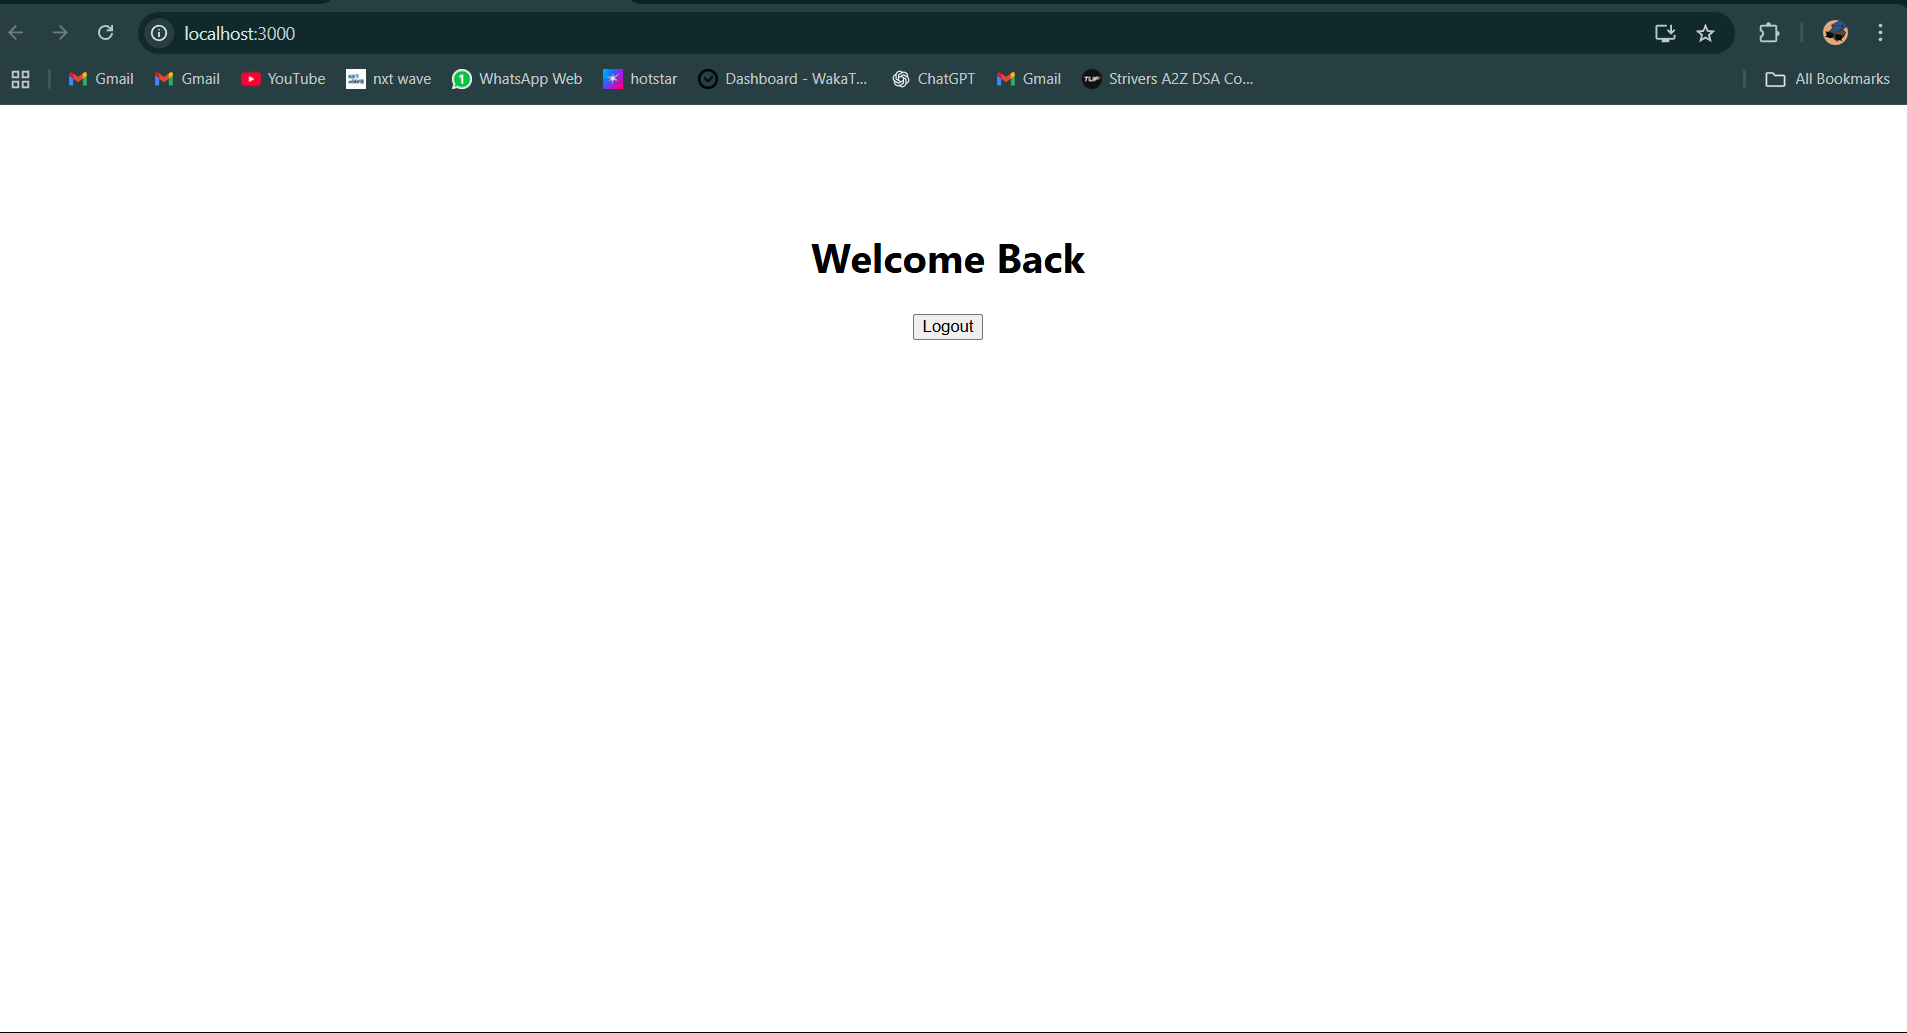 localhost:3000
Gmail Gmail YouTube nxt wave WhatsApp Web hotstar Dashboard - WakaT... ChatGPT Gmail Strivers A2Z DSA Co... All Bookmarks
Welcome Back
Logout